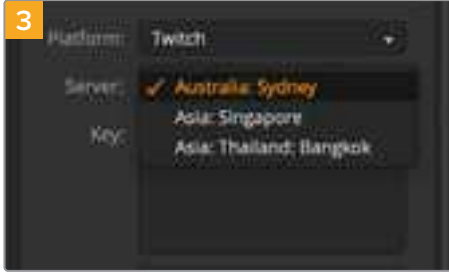 3
Platform: Twitch
Server: ✓ Australia: Sydney
Asia: Singapore
Key:
Asia: Thailand: Bangkok